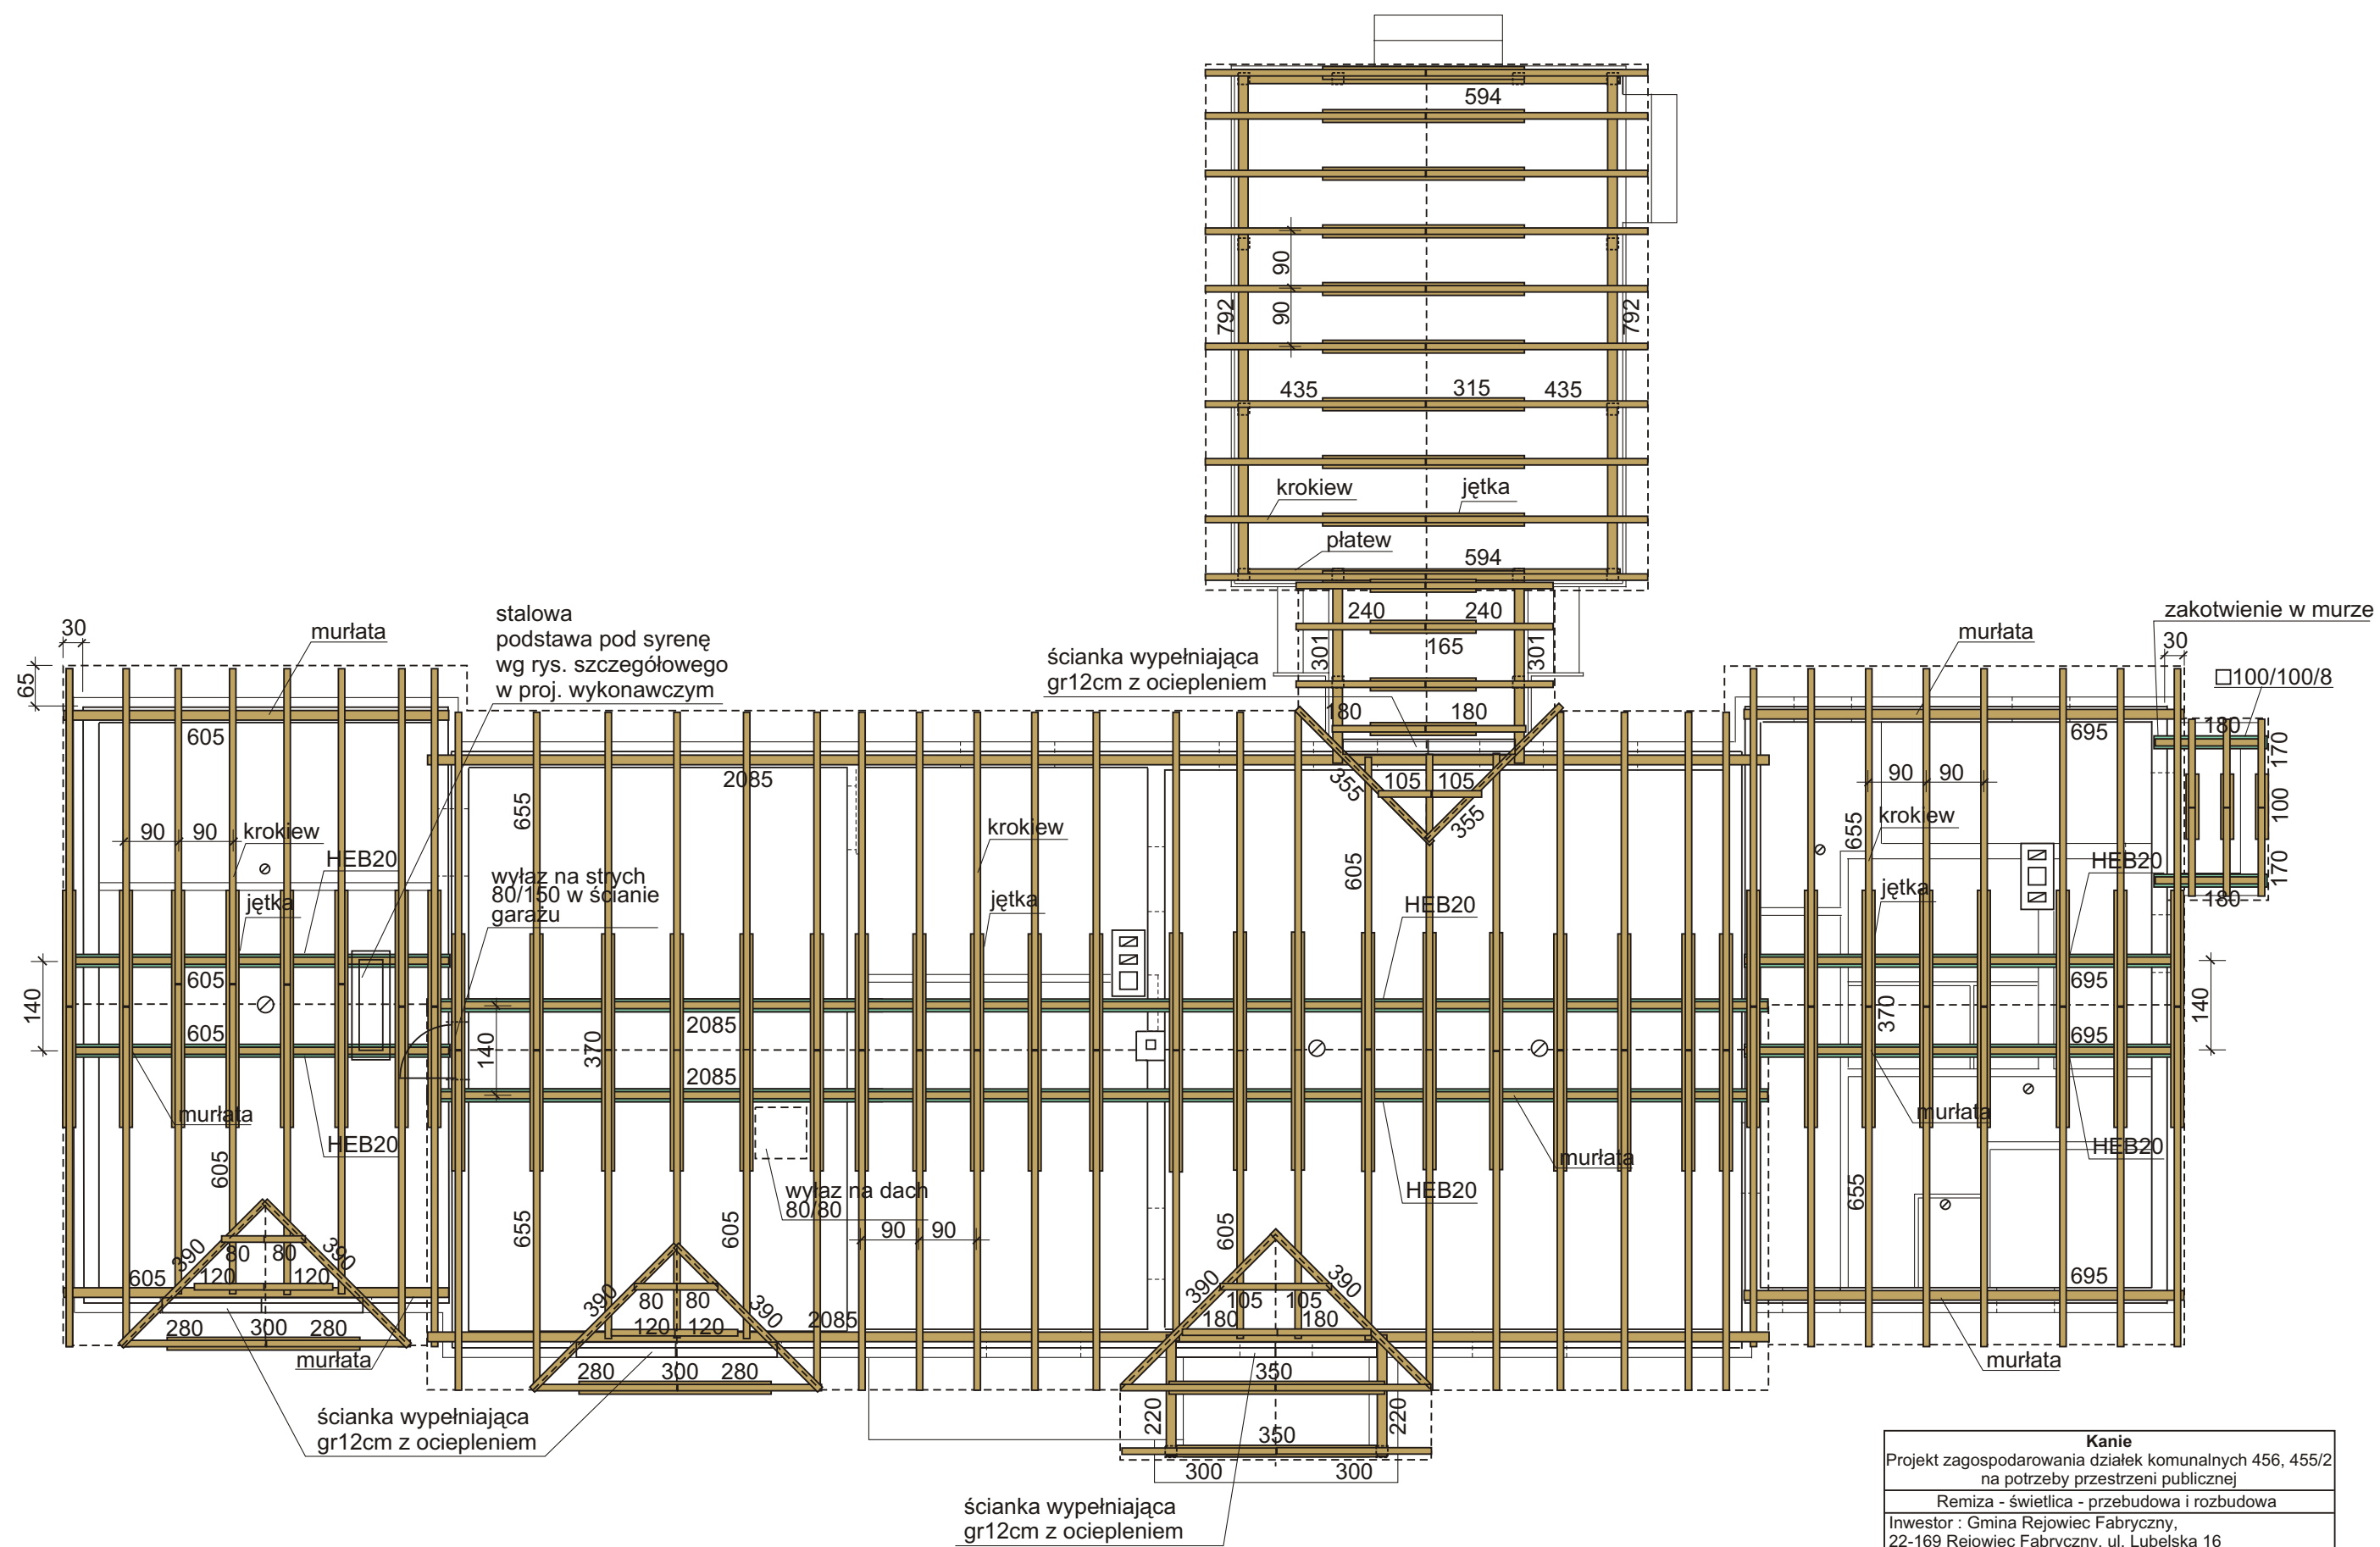 594
90
90
792
792
435
315
435
krokiew
jętka
płatew
594
240
240
165
301
301
180
180
ścianka wypełniająca
gr12cm z ociepleniem
355
105
105
355
stalowa
podstawa pod syrenę
wg rys. szczegółowego
w proj. wykonawczym
30
65
murłata
605
90
90
krokiew
HEB20
jętka
605
140
605
murłata
HEB20
605
390
80
80
390
605
120
120
280
300
280
murłata
2085
655
wyłaz na strych
80/150 w ścianie
garażu
krokiew
jętka
2085
140
370
2085
wyłaz na dach
80/80
655
605
90
90
390
80
80
390
120
120
2085
280
300
280
ścianka wypełniająca
gr12cm z ociepleniem
605
HEB20
murłata
HEB20
605
390
390
105
105
180
180
350
220
220
350
300
300
ścianka wypełniająca
gr12cm z ociepleniem
murłata
zakotwienie w murze
30
□100/100/8
695
180
170
100
170
180
90
90
655
krokiew
HEB20
jętka
695
370
140
695
murłata
HEB20
655
695
murłata
Kanie
Projekt zagospodarowania działek komunalnych 456, 455/2
na potrzeby przestrzeni publicznej
Remiza - świetlica - przebudowa i rozbudowa
Inwestor : Gmina Rejowiec Fabryczny,
22-169 Rejowiec Fabryczny, ul. Lubelska 16